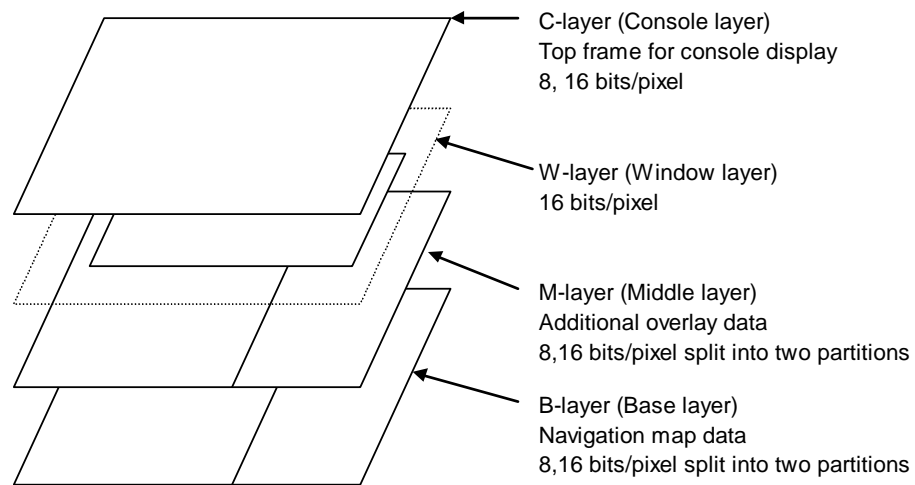 C-layer (Console layer)
Top frame for console display
8, 16 bits/pixel
W-layer (Window layer)
16 bits/pixel
M-layer (Middle layer)
Additional overlay data
8,16 bits/pixel split into two partitions
B-layer (Base layer)
Navigation map data
8,16 bits/pixel split into two partitions